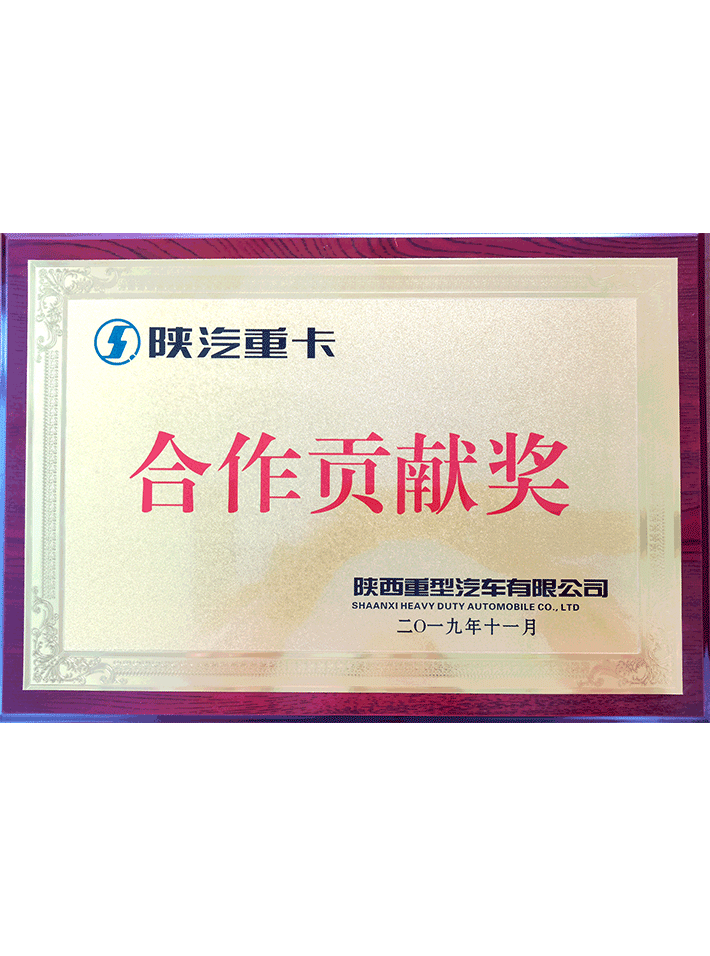 陕汽重卡
合作贡献奖
陕西重型汽车有限公司
SHAANXI HEAVY DUTY AUTOMOBILE CO., LTD
二〇一九年十一月